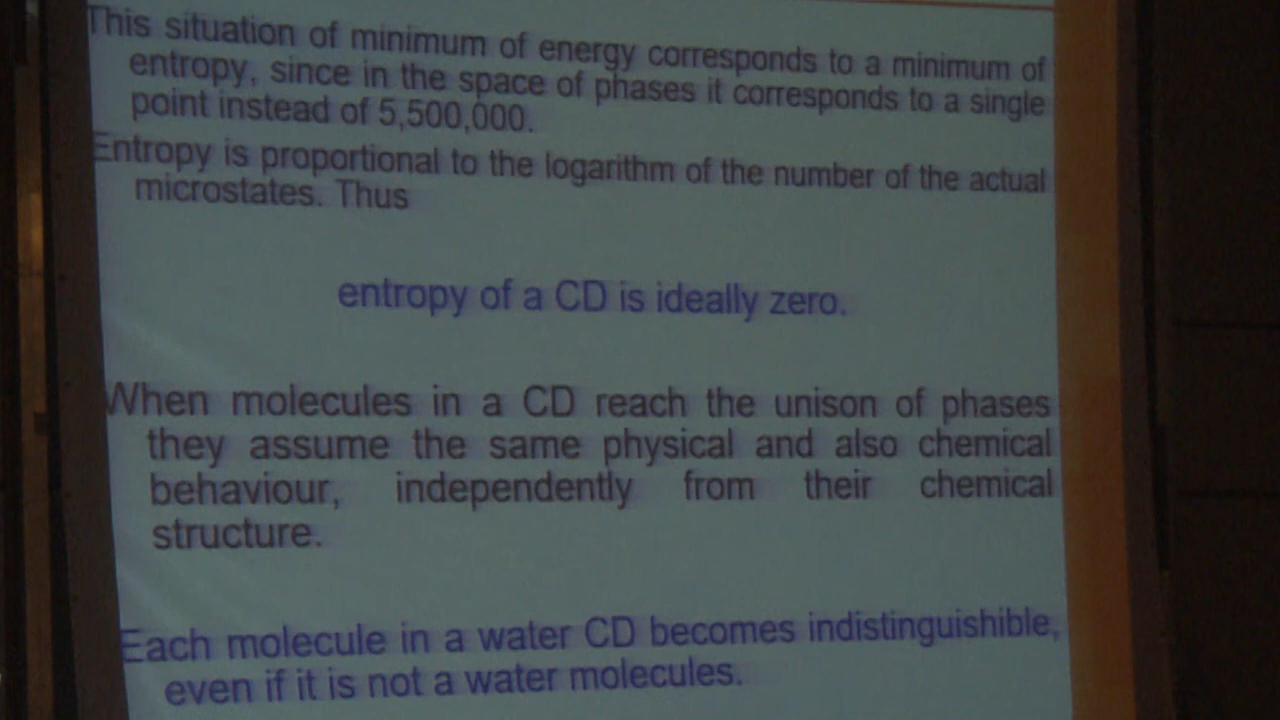 This situation of minimum of energy corresponds to a minimum of
entropy, since in the space of phases it corresponds to a single
point instead of 5,500,000.
Entropy is proportional to the logarithm of the number of the actual
microstates. Thus
entropy of a CD is ideally zero.
When molecules in a CD reach the unison of phases
they assume the same physical and also chemical
behaviour, independently from their chemical
structure.
Each molecule in a water CD becomes indistinguishible,
even if it is not a water molecules.